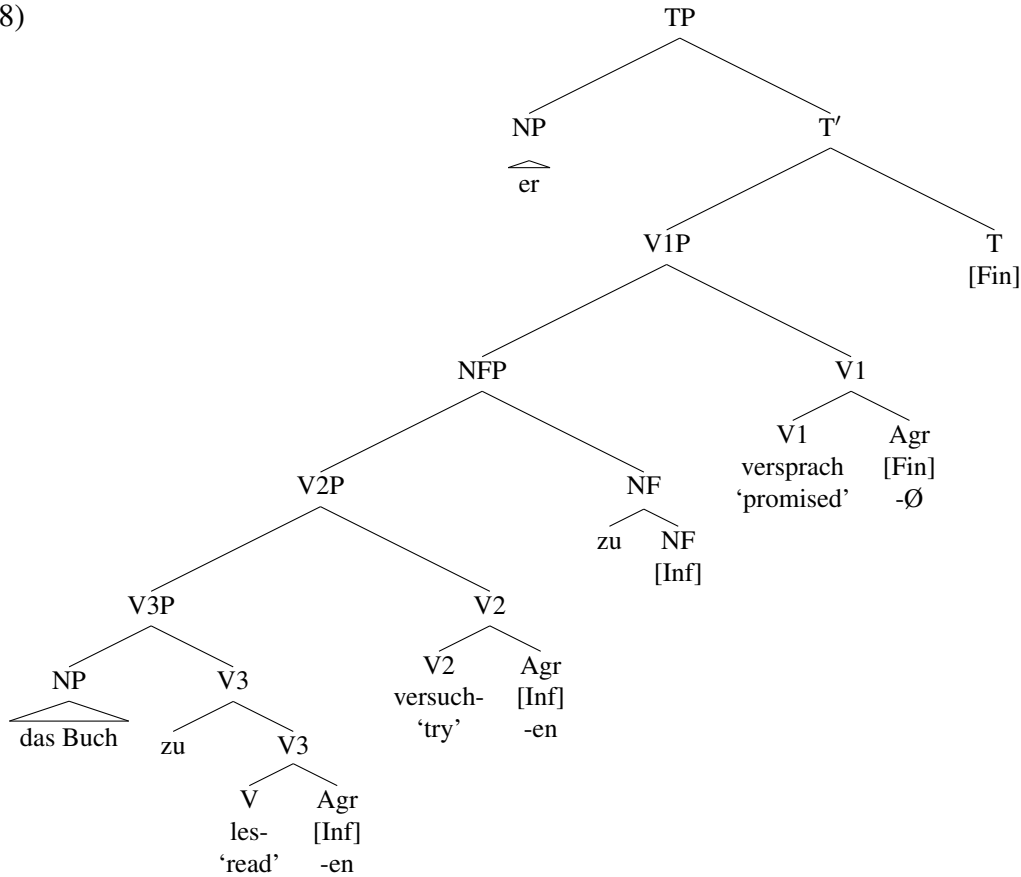 8)
TP
NP T′
er
V1P T
[Fin]
NFP V1
V1 Agr
versprach [Fin]
‘promised’ -Ø
V2P NF
zu NF
[Inf]
V3P V2
V2 Agr
versuch- [Inf]
‘try’ -en
NP V3
das Buch zu V3
V Agr
les- [Inf]
‘read’ -en